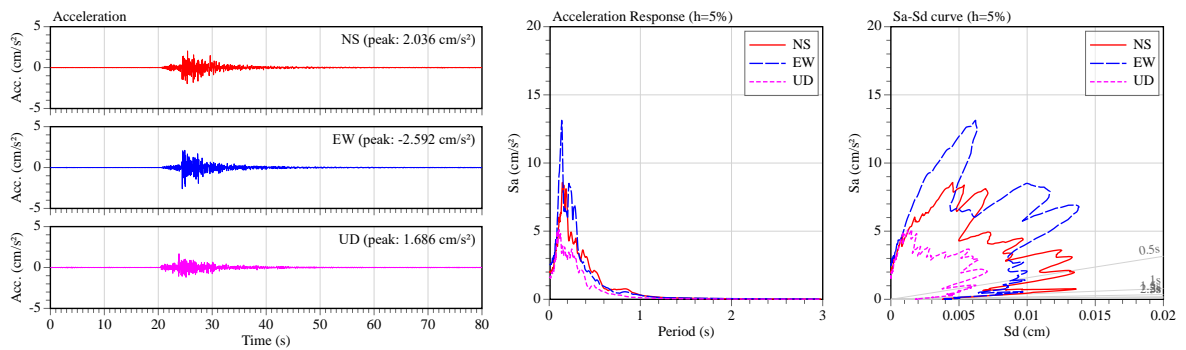 Acceleration
5
0
-5
Acc. (cm/s²)
NS (peak: 2.036 cm/s²)
5
0
-5
Acc. (cm/s²)
EW (peak: -2.592 cm/s²)
5
0
-5
Acc. (cm/s²)
UD (peak: 1.686 cm/s²)
0 10 20 30 40 50 60 70 80
Time (s)
Acceleration Response (h=5%)
20
15
10
5
0
Sa (cm/s²)
NS
EW
UD
0 1 2 3
Period (s)
Sa-Sd curve (h=5%)
20
15
10
5
0
Sa (cm/s²)
NS
EW
UD
0.5s
1s
0 0.005 0.01 0.015 0.02
Sd (cm)